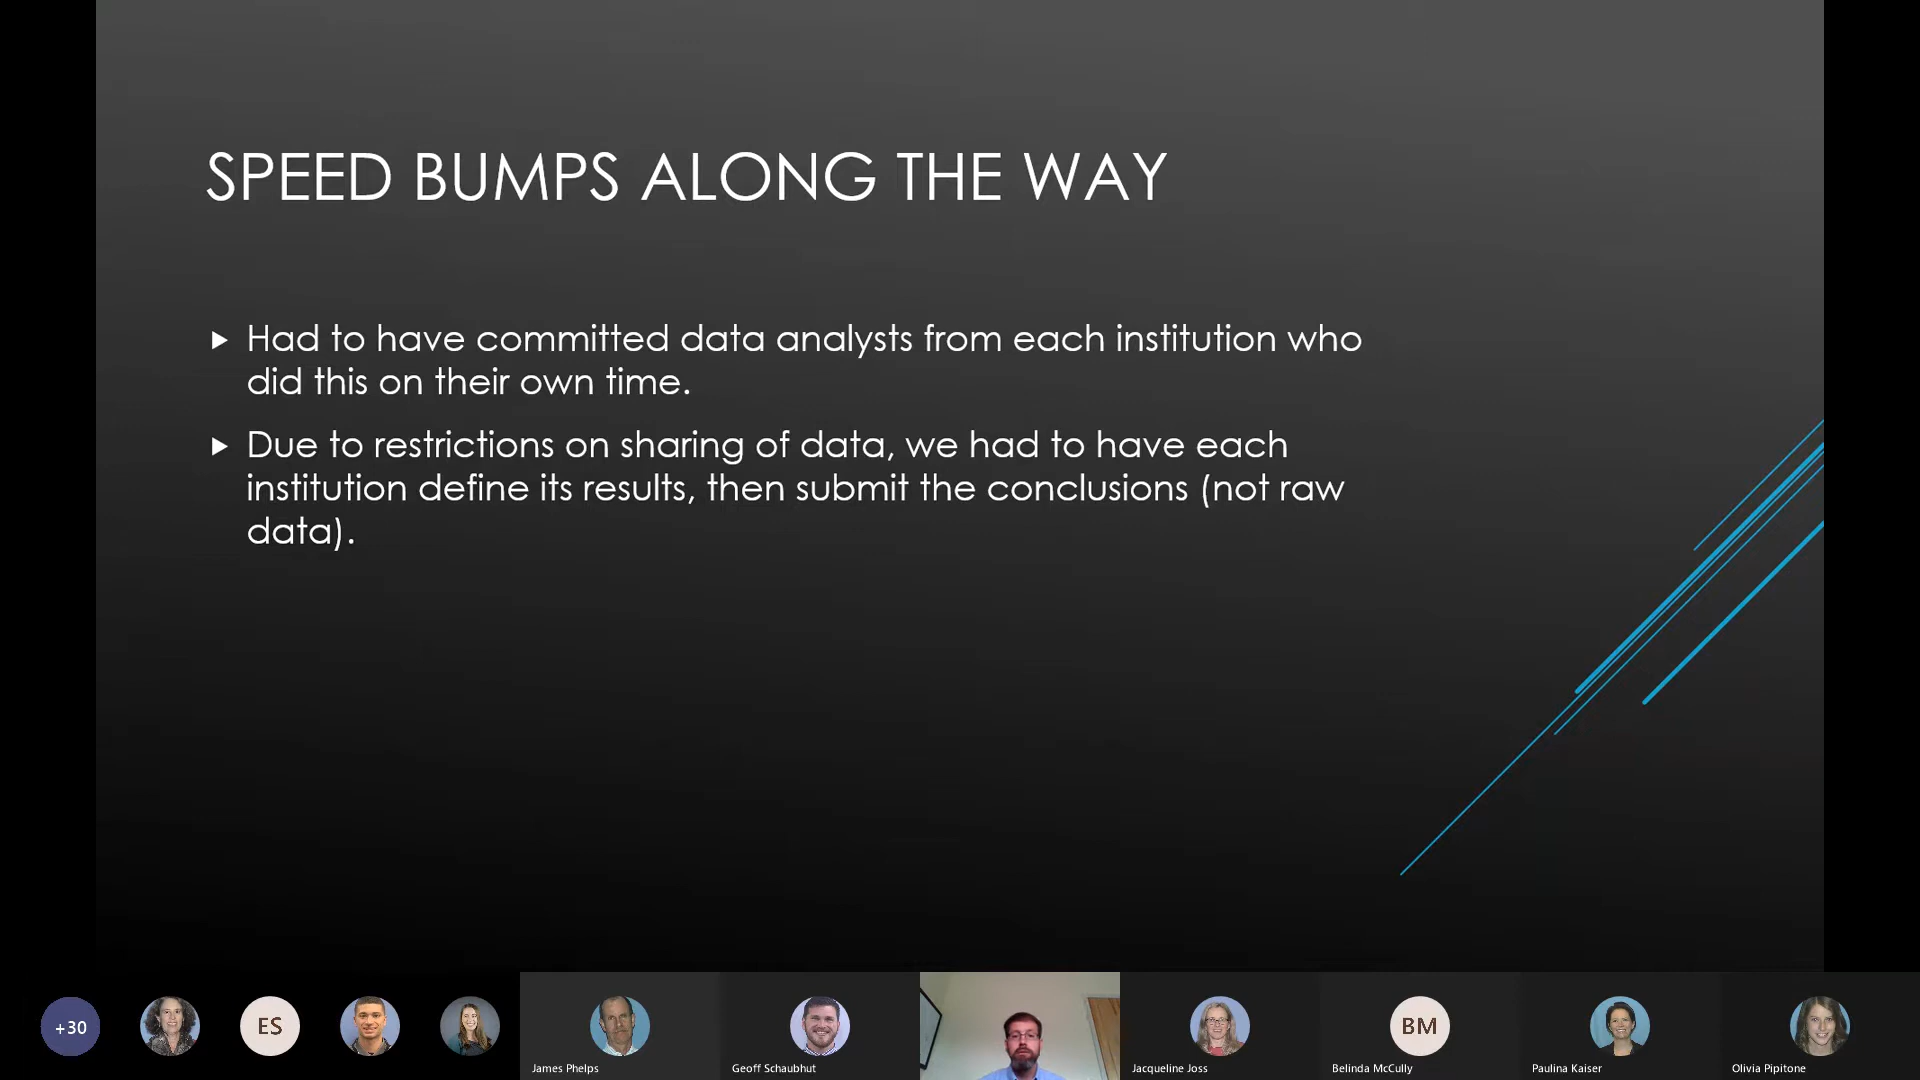 SPEED BUMPS ALONG THE WAY
Had to have committed data analysts from each institution who
did this on their own time.
Due to restrictions on sharing of data, we had to have each
institution define its results, then submit the conclusions (not raw
data).
+30
ES
BM
James Phelps
Geoff Schaubhut
Jacqueline Joss
Belinda McCully
Paulina Kaiser
Olivia Pipitone